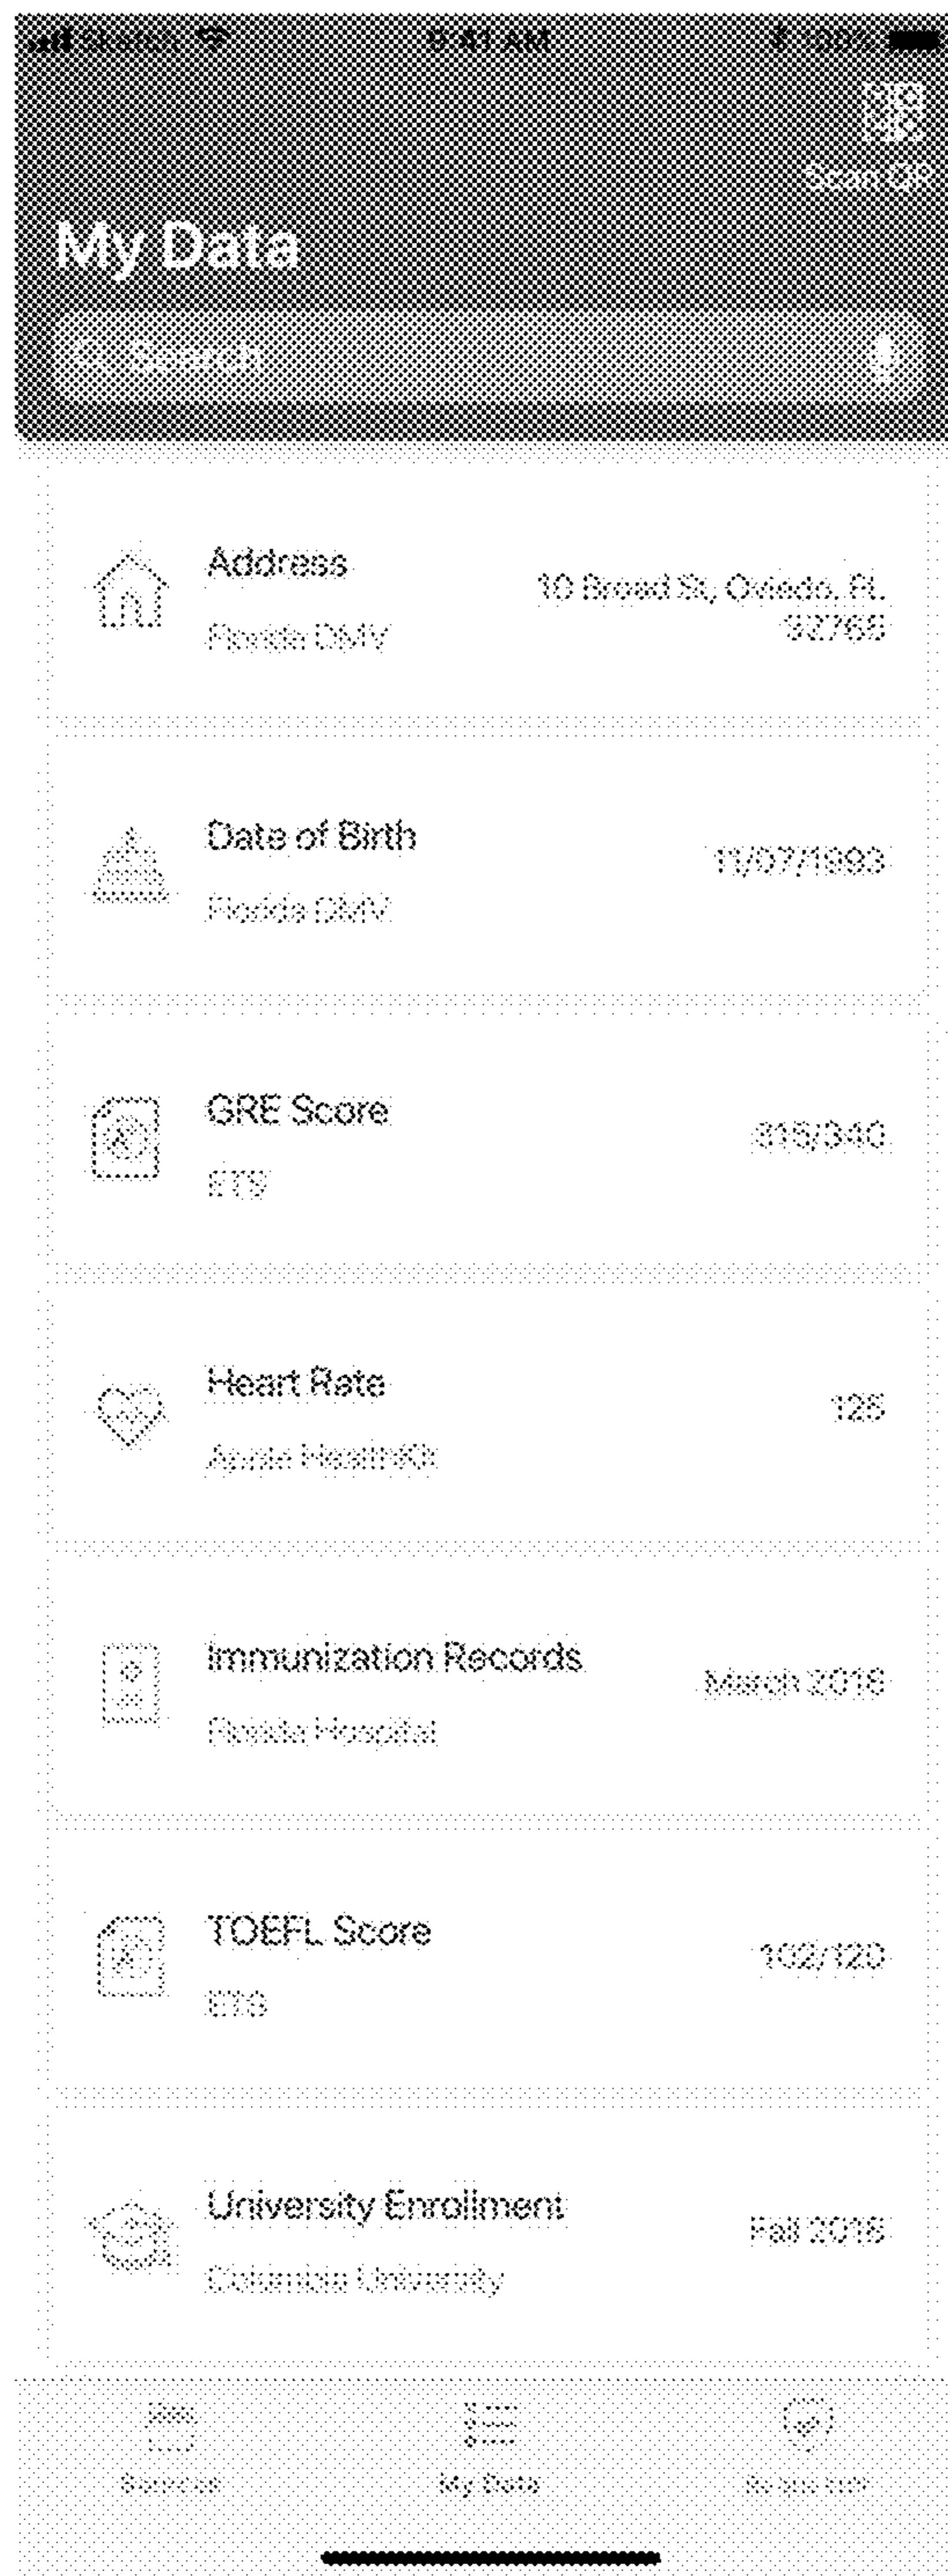 Sketch 9:41 AM 100%
Scan QR
My Data
Search
Address
10 Broad St, Oviedo, FL
32765
Florida DMV
Date of Birth
11/07/1993
Florida DMV
GRE Score
315/340
ETS
Heart Rate
125
Apple HealthKit
Immunization Records
March 2016
Florida Hospital
TOEFL Score
102/120
ETS
University Enrollment
Fall 2016
Columbia University
My Data